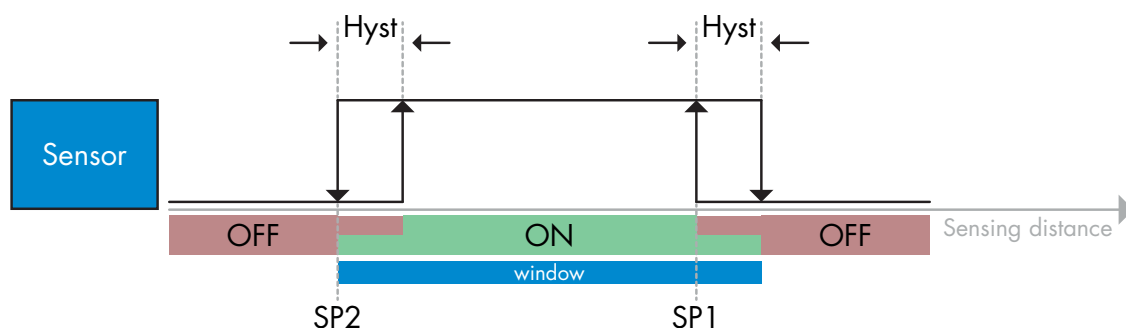 Hyst
Hyst
Sensor
OFF
ON
OFF
Sensing distance
window
SP2
SP1